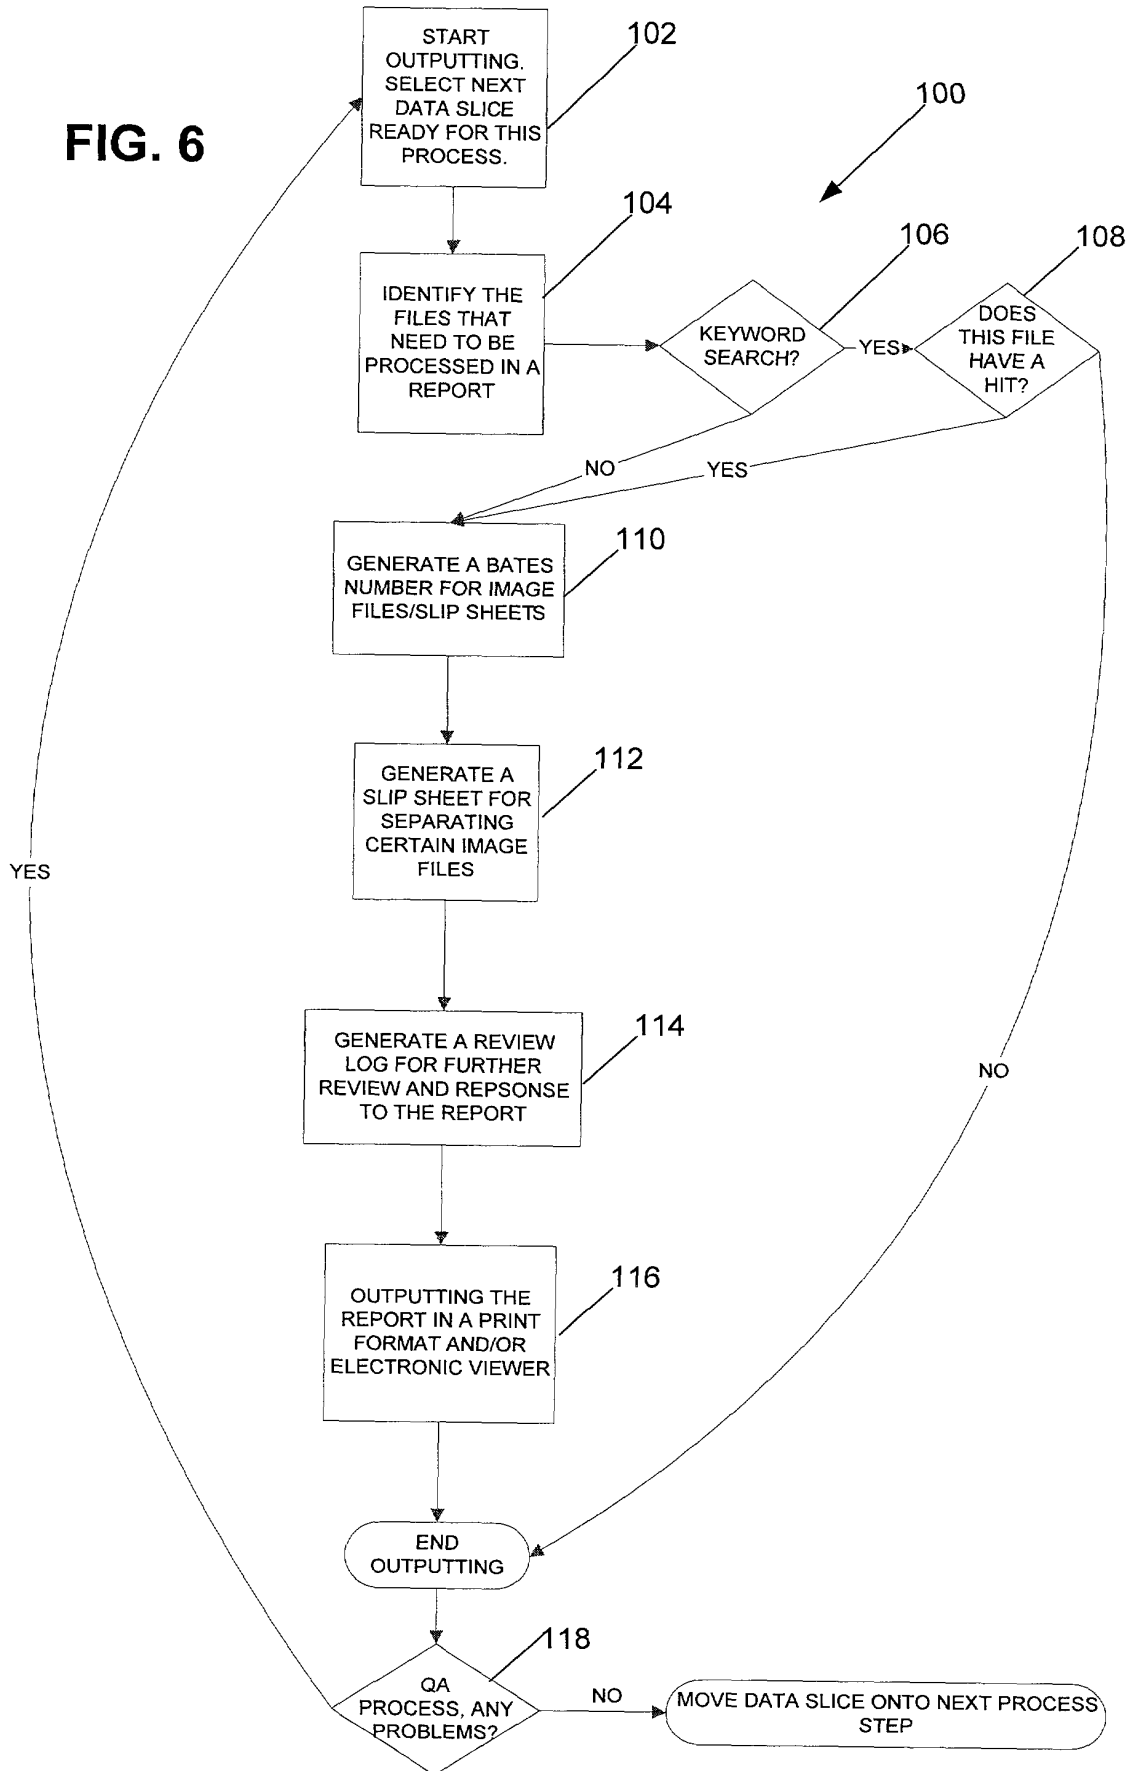 FIG. 6
START
OUTPUTTING.
SELECT NEXT
DATA SLICE
READY FOR THIS
PROCESS.
102
100
104
IDENTIFY THE
FILES THAT
NEED TO BE
PROCESSED IN A
REPORT
106
KEYWORD
SEARCH?
YES
108
DOES
THIS FILE
HAVE A
HIT?
NO
YES
110
GENERATE A BATES
NUMBER FOR IMAGE
FILES/SLIP SHEETS
112
GENERATE A
SLIP SHEET FOR
SEPARATING
CERTAIN IMAGE
FILES
YES
114
GENERATE A REVIEW
LOG FOR FURTHER
REVIEW AND REPSONSE
TO THE REPORT
NO
116
OUTPUTTING THE
REPORT IN A PRINT
FORMAT AND/OR
ELECTRONIC VIEWER
END
OUTPUTTING
118
QA
PROCESS, ANY
PROBLEMS?
NO
MOVE DATA SLICE ONTO NEXT PROCESS
STEP